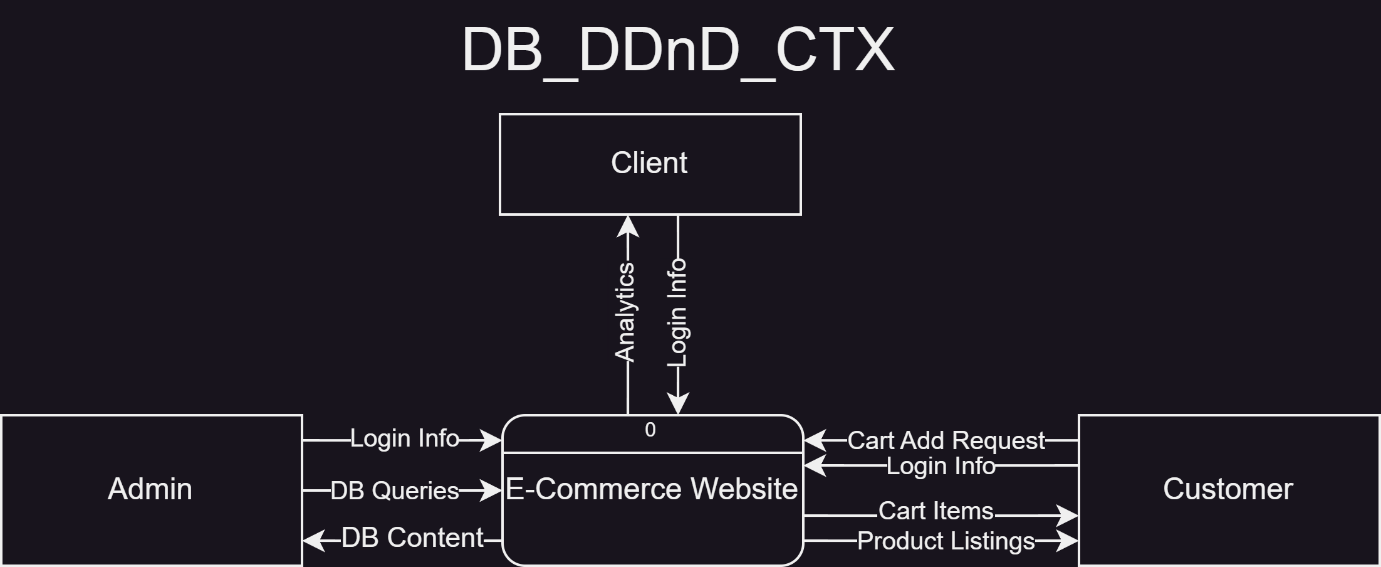 DB_DDnD_CTX
Client
Analytics
Login Info
0
E-Commerce Website
Admin
Login Info
DB Queries
DB Content
Cart Add Request
Login Info
Cart Items
Product Listings
Customer